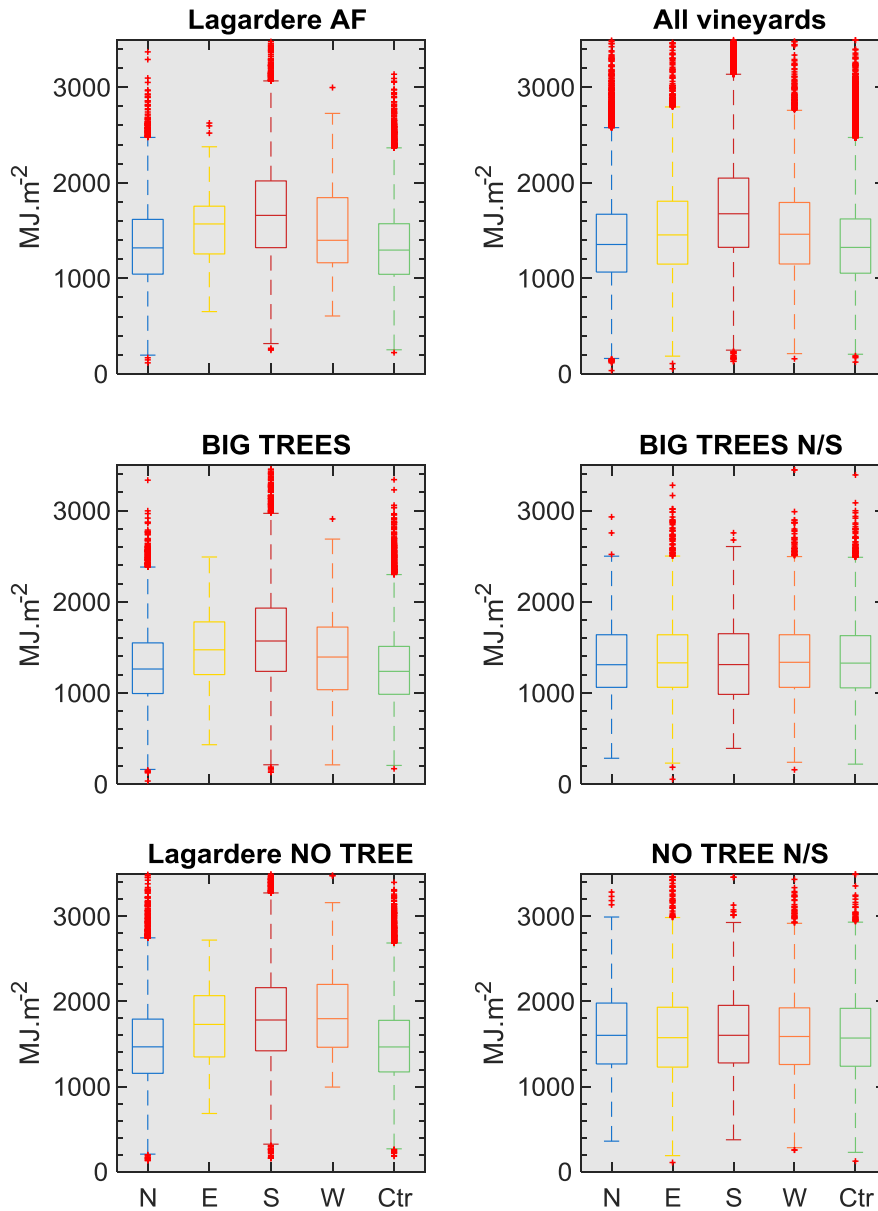 Lagardere AF
All vineyards
MJ.m-2
3000
2000
1000
0
MJ.m-2
3000
2000
1000
0
BIG TREES
BIG TREES N/S
MJ.m-2
3000
2000
1000
0
MJ.m-2
3000
2000
1000
0
Lagardere NO TREE
NO TREE N/S
MJ.m-2
3000
2000
1000
0
N E S W Ctr
MJ.m-2
3000
2000
1000
0
N E S W Ctr